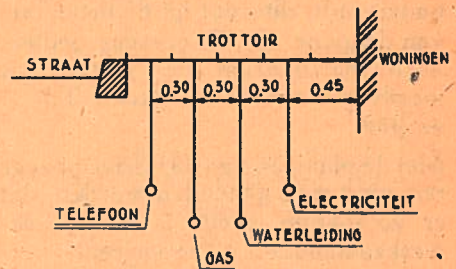 TROTTOIR
STRAAT
WONINGEN
0.30 0.30 0.30 0.45
TELEFOON
ELECTRICITEIT
GAS
WATERLEIDING